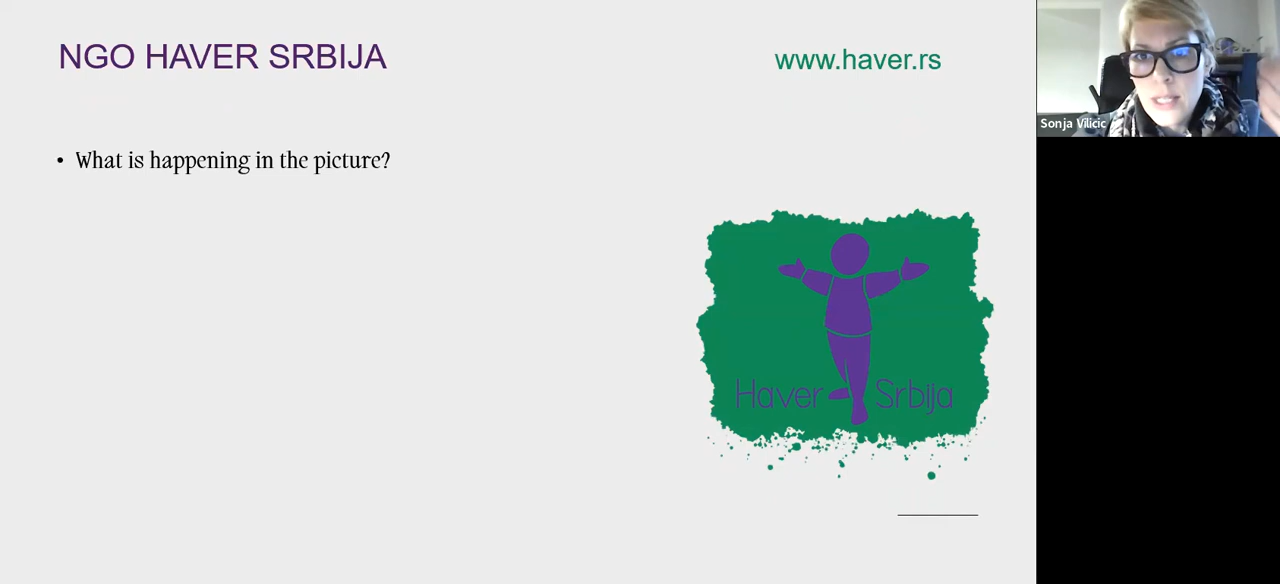 NGO HAVER SRBIJA
www.haver.rs
• What is happening in the picture?
Haver Srbija
Sonja Vilicic